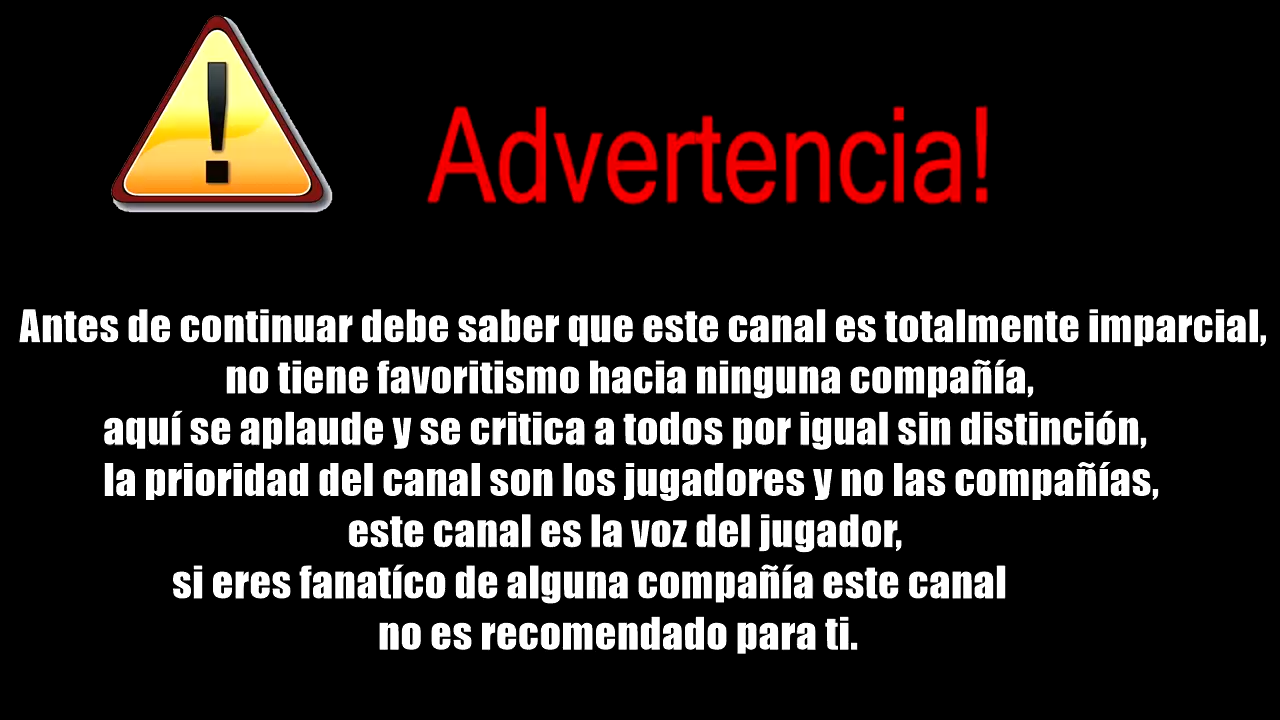 Advertencia!
Antes de continuar debe saber que este canal es totalmente imparcial,
no tiene favoritismo hacia ninguna compañía,
aquí se aplaude y se critica a todos por igual sin distinción,
la prioridad del canal son los jugadores y no las compañías,
este canal es la voz del jugador,
si eres fanatíco de alguna compañía este canal
no es recomendado para ti.